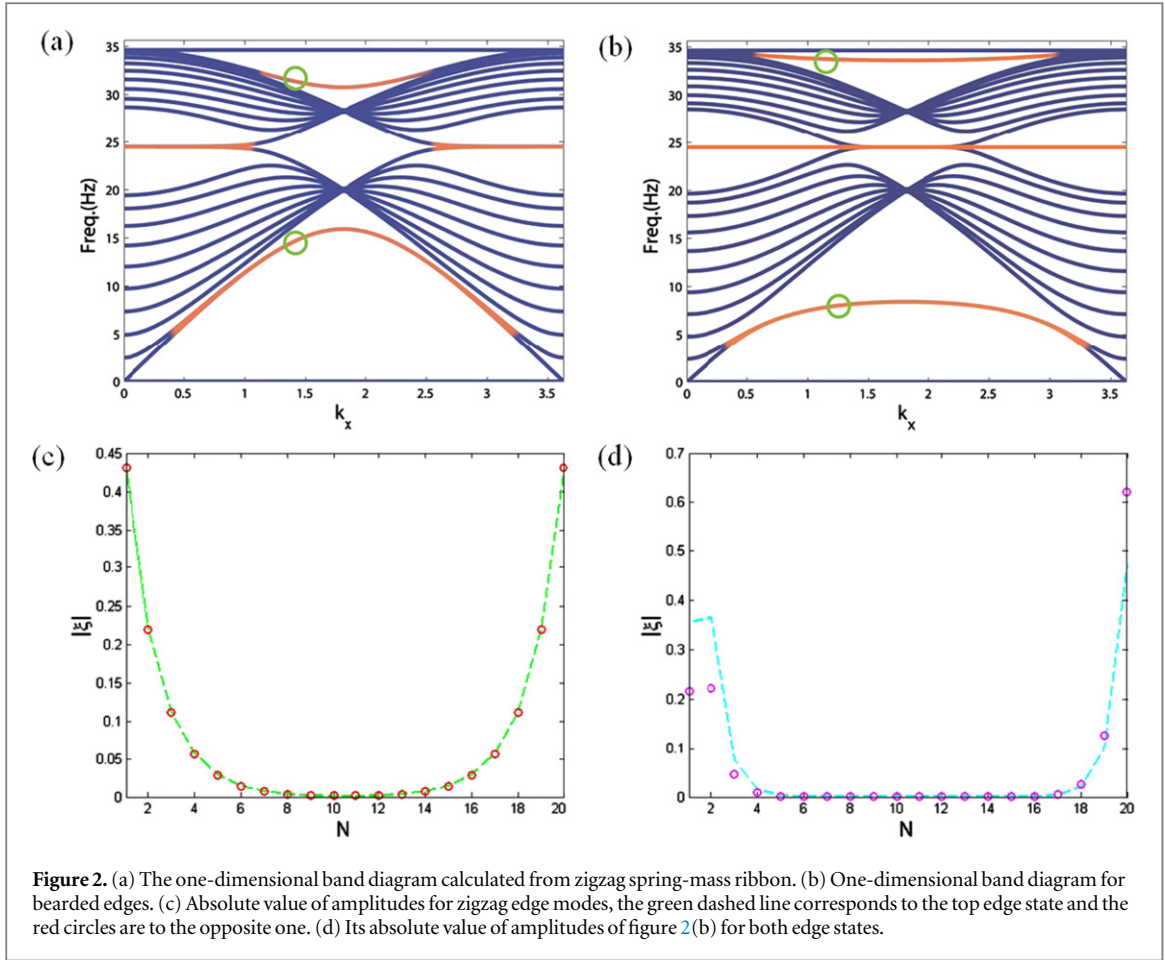 (a)
35
30
25
20
15
10
5
0
Freq.(Hz)
0 0.5 1 1.5 2 2.5 3 3.5
k_x
(b)
35
30
25
20
15
10
5
0
Freq.(Hz)
0 0.5 1 1.5 2 2.5 3 3.5
k_x
(c)
0.45
0.4
0.35
0.3
0.25
0.2
0.15
0.1
0.05
0
|ξ|
2 4 6 8 10 12 14 16 18 20
N
(d)
0.7
0.6
0.5
0.4
0.3
0.2
0.1
0
|ξ|
2 4 6 8 10 12 14 16 18 20
N
Figure 2. (a) The one-dimensional band diagram calculated from zigzag spring-mass ribbon. (b) One-dimensional band diagram for
bearded edges. (c) Absolute value of amplitudes for zigzag edge modes, the green dashed line corresponds to the top edge state and the
red circles are to the opposite one. (d) Its absolute value of amplitudes of figure 2(b) for both edge states.